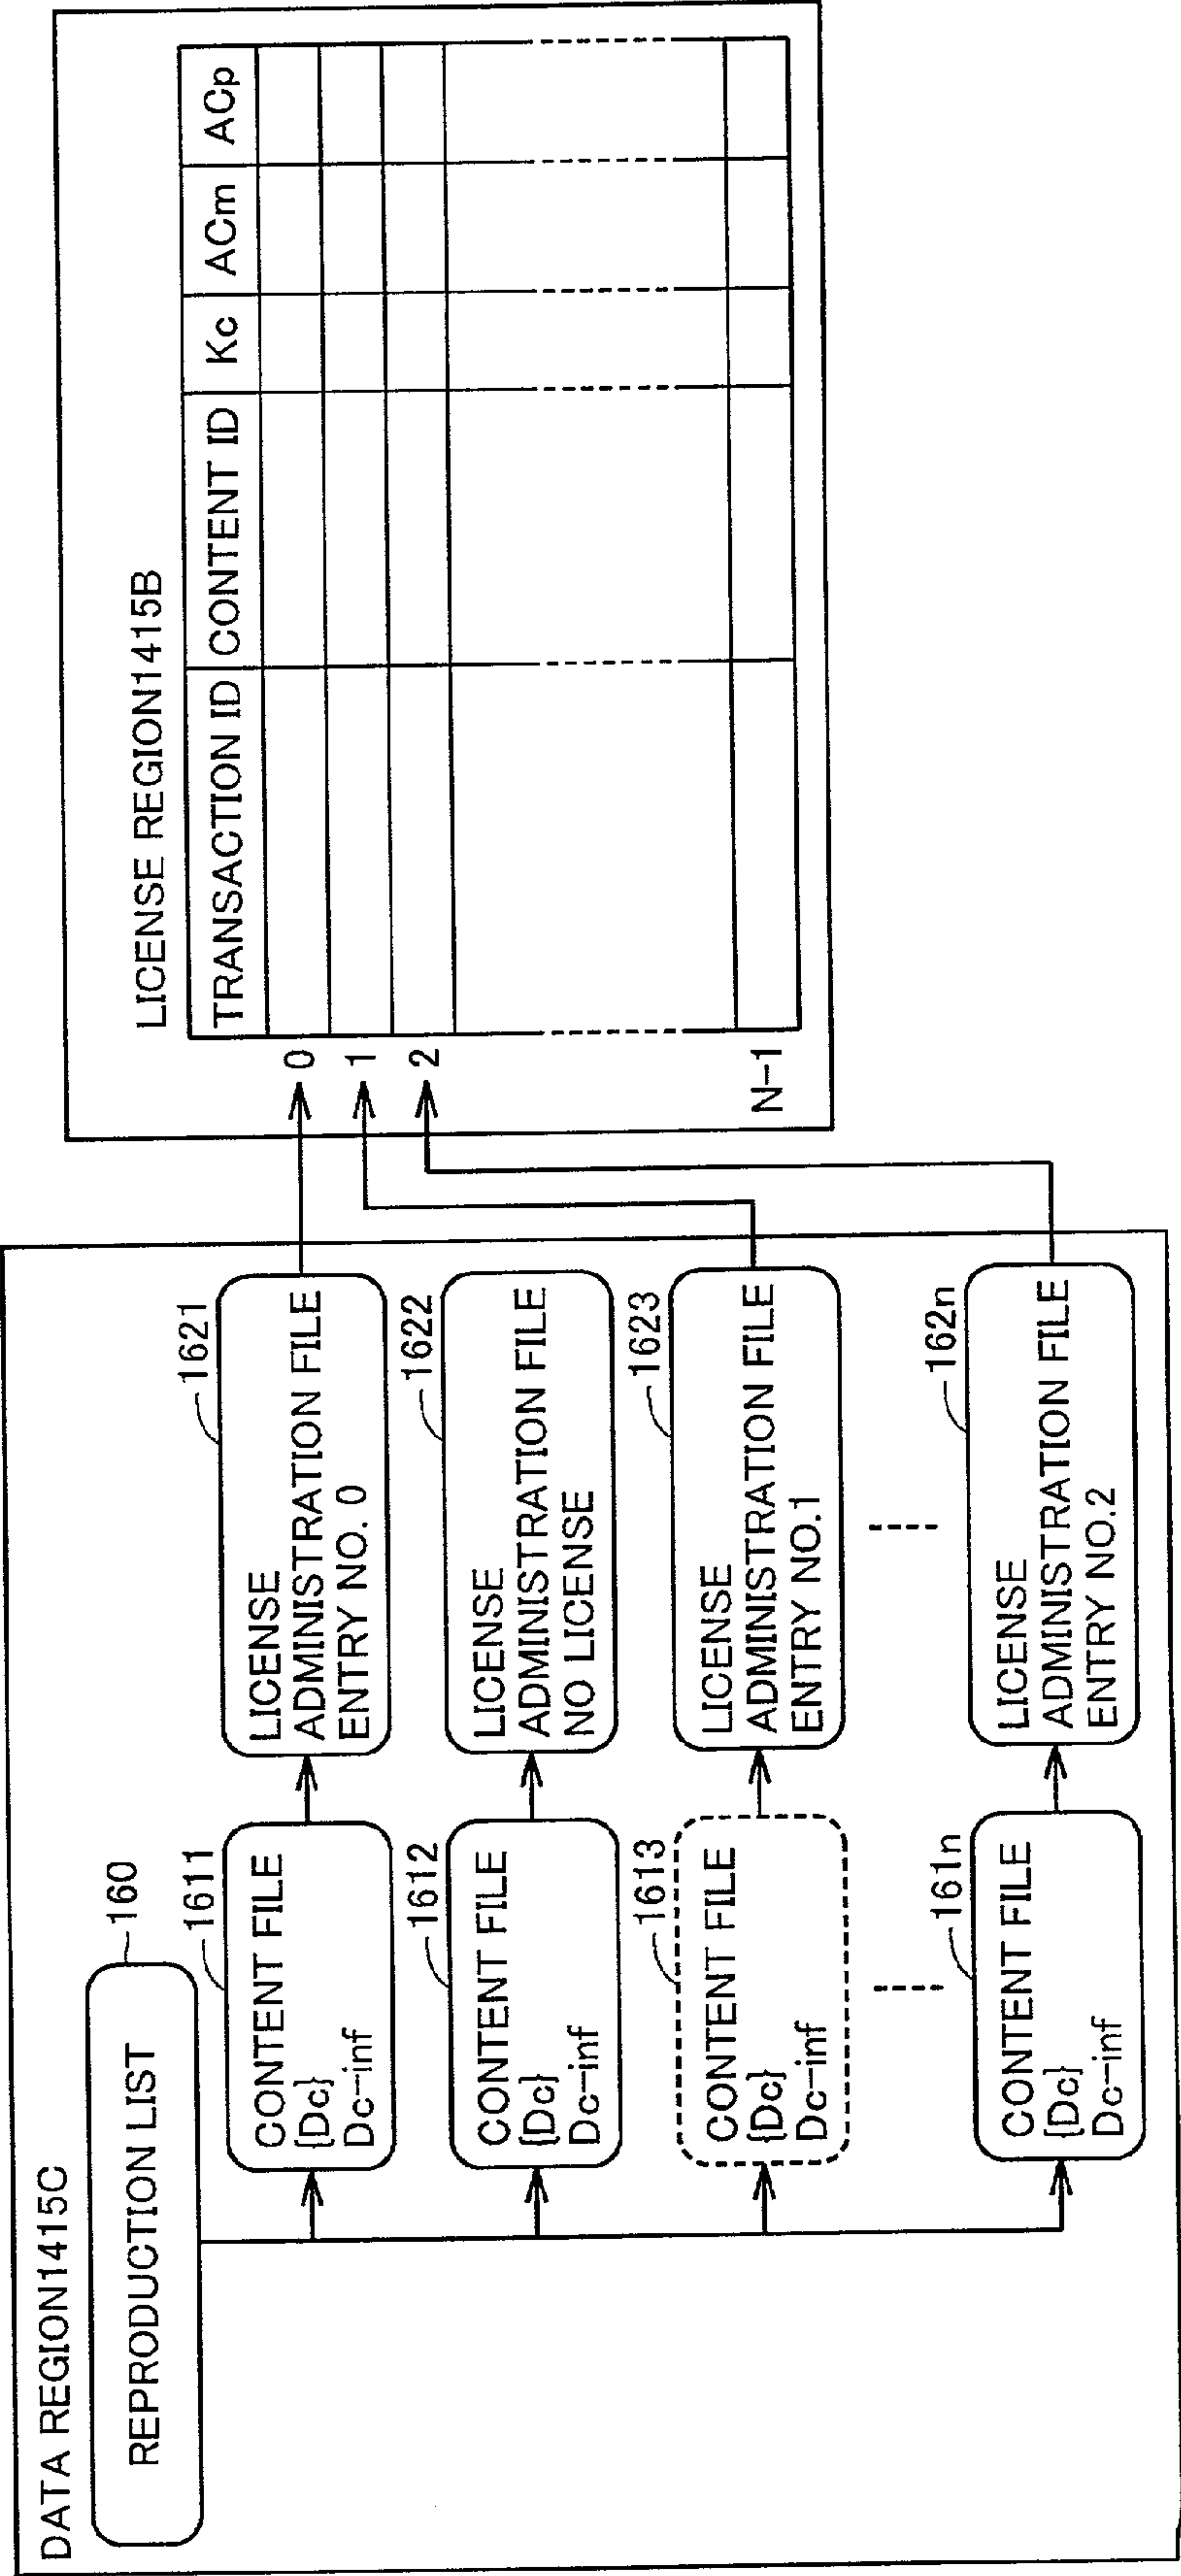 DATA REGION1415C
REPRODUCTION LIST
160
1611
CONTENT FILE
{Dc}
Dc-inf
1621
LICENSE
ADMINISTRATION FILE
ENTRY NO. 0
1612
CONTENT FILE
{Dc}
Dc-inf
1622
LICENSE
ADMINISTRATION FILE
NO LICENSE
1613
CONTENT FILE
{Dc}
Dc-inf
1623
LICENSE
ADMINISTRATION FILE
ENTRY NO.1
161n
CONTENT FILE
{Dc}
Dc-inf
162n
LICENSE
ADMINISTRATION FILE
ENTRY NO.2
LICENSE REGION1415B
TRANSACTION ID CONTENT ID Kc ACm ACp
0
1
2
N-1